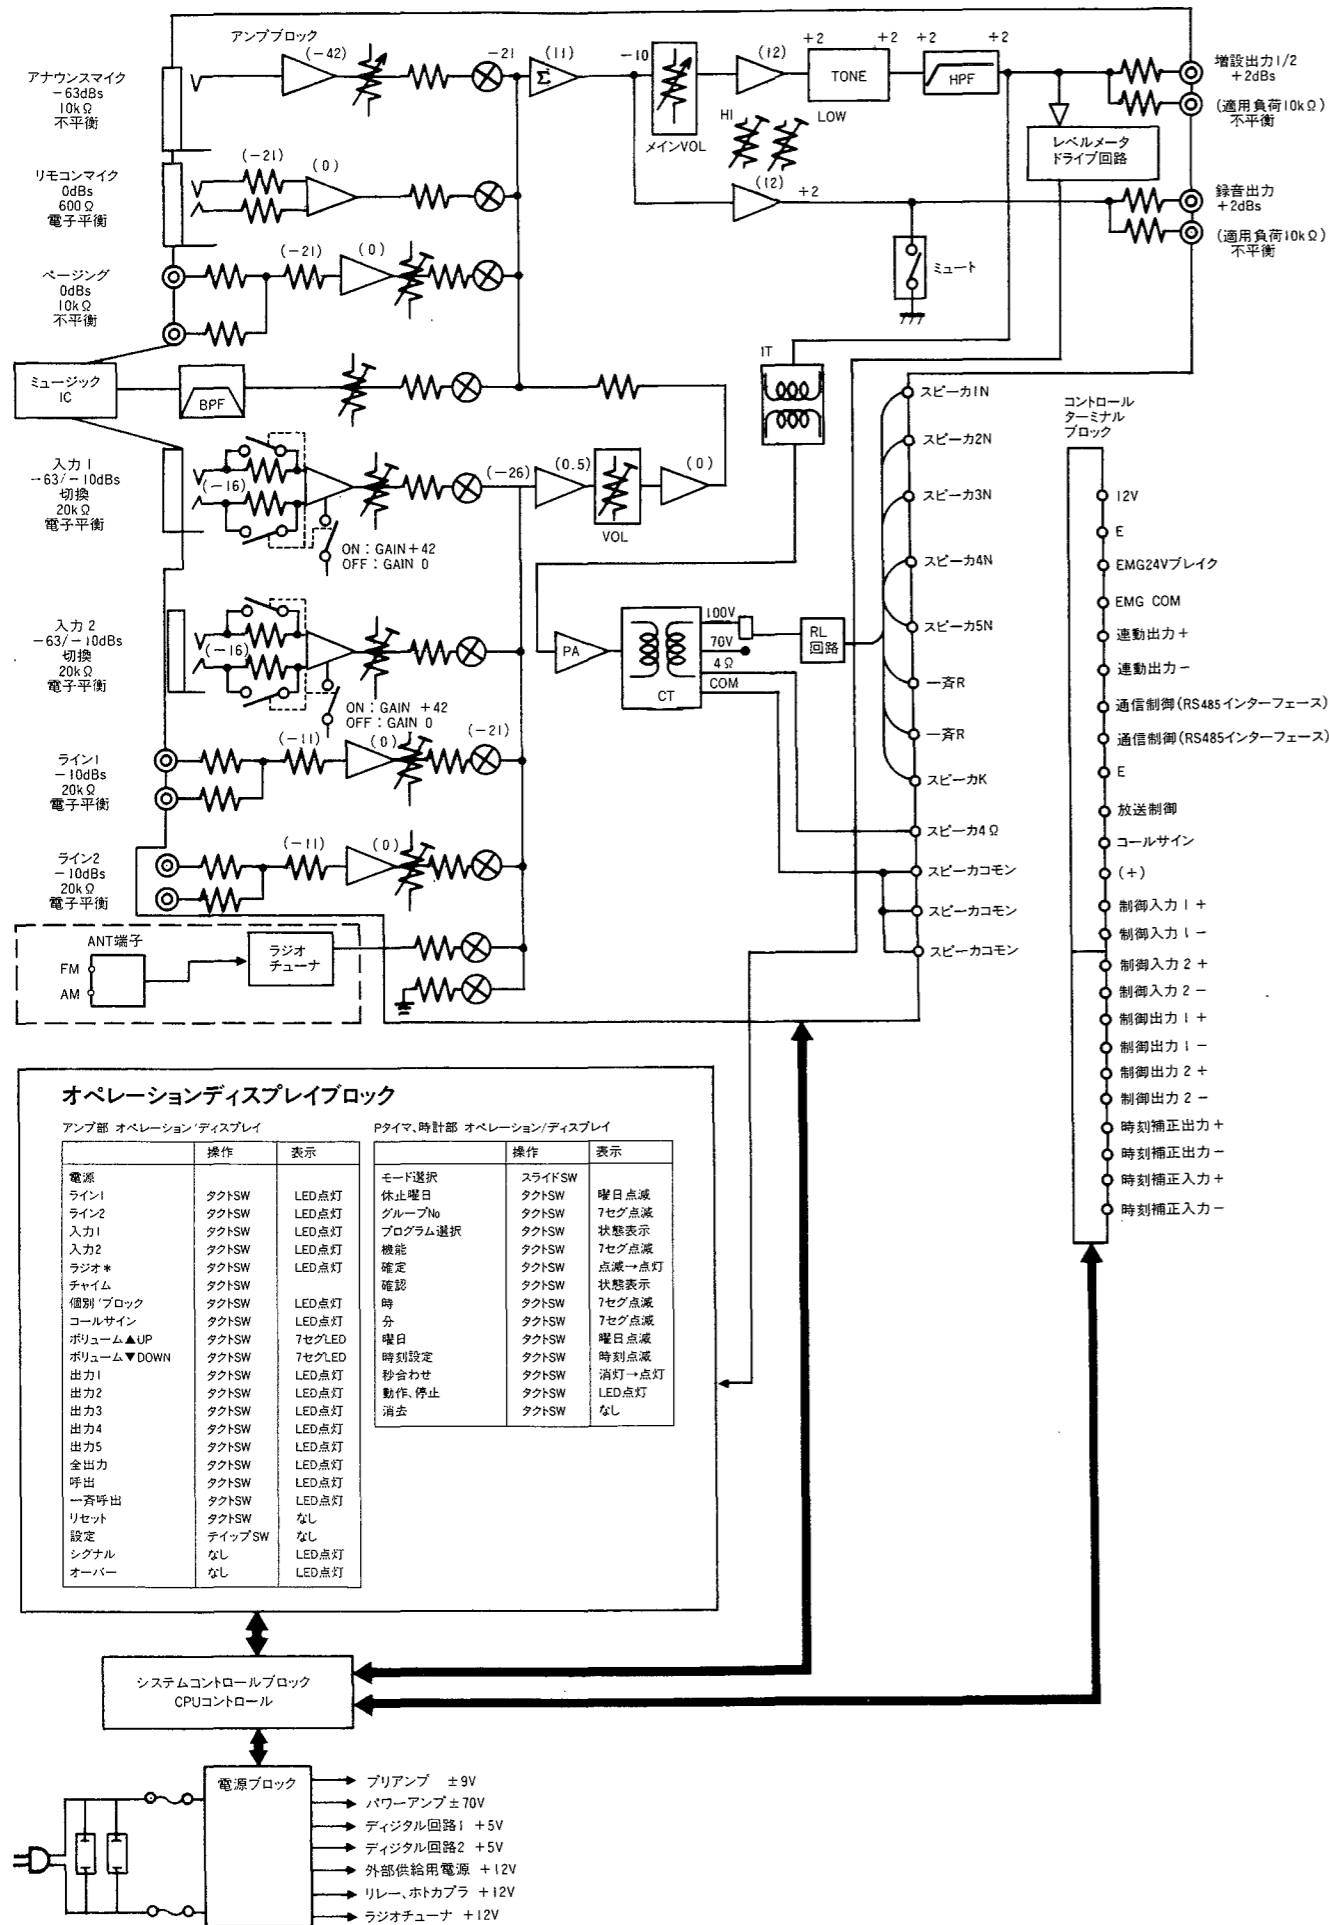 アンプブロック
アナウンスマイク
-63dBs
10kΩ
不平衡
(-42)
-21
(11)
Σ
-10
メインVOL
(12)
+2
TONE
+2
+2
HPF
+2
HI
LOW
増設出力1/2
+2dBs
(適用負荷10kΩ)
不平衡
レベルメータ
ドライブ回路
リモコンマイク
0dBs
600Ω
電子平衡
(-21)
(0)
(12)
+2
録音出力
+2dBs
(適用負荷10kΩ)
不平衡
ミュート
ページング
0dBs
10kΩ
不平衡
(-21)
(0)
ミュージック
IC
BPF
IT
入力1
-63/-10dBs
切換
20kΩ
電子平衡
(-16)
ON:GAIN+42
OFF:GAIN 0
(-26)
(0.5)
VOL
(0)
入力2
-63/-10dBs
切換
20kΩ
電子平衡
(-16)
ON:GAIN +42
OFF:GAIN 0
PA
CT
100V
70V
4Ω
COM
RL
回路
ライン1
-10dBs
20kΩ
電子平衡
(-11)
(0)
(-21)
ライン2
-10dBs
20kΩ
電子平衡
(-11)
(0)
ANT端子
FM
AM
ラジオ
チューナ
スピーカ1N
スピーカ2N
スピーカ3N
スピーカ4N
スピーカ5N
一斉R
一斉R
スピーカK
スピーカ4Ω
スピーカコモン
スピーカコモン
スピーカコモン
コントロール
ターミナル
ブロック
12V
E
EMG24Vブレイク
EMG COM
連動出力+
連動出力-
通信制御(RS485インターフェース)
通信制御(RS485インターフェース)
E
放送制御
コールサイン
(+)
制御入力1+
制御入力1-
制御入力2+
制御入力2-
制御出力1+
制御出力1-
制御出力2+
制御出力2-
時刻補正出力+
時刻補正出力-
時刻補正入力+
時刻補正入力-
オペレーションディスプレイブロック
アンプ部 オペレーション/ディスプレイ
操作 表示
電源
ライン1 タクトSW LED点灯
ライン2 タクトSW LED点灯
入力1 タクトSW LED点灯
入力2 タクトSW LED点灯
ラジオ* タクトSW LED点灯
チャイム タクトSW
個別/ブロック タクトSW LED点灯
コールサイン タクトSW LED点灯
ボリューム▲UP タクトSW 7セグLED
ボリューム▼DOWN タクトSW 7セグLED
出力1 タクトSW LED点灯
出力2 タクトSW LED点灯
出力3 タクトSW LED点灯
出力4 タクトSW LED点灯
出力5 タクトSW LED点灯
全出力 タクトSW LED点灯
呼出 タクトSW LED点灯
一斉呼出 タクトSW LED点灯
リセット タクトSW なし
設定 テイップSW なし
シグナル なし LED点灯
オーバー なし LED点灯
Pタイマ、時計部 オペレーション/ディスプレイ
操作 表示
モード選択 スライドSW
休止曜日 タクトSW 曜日点滅
グループNo タクトSW 7セグ点滅
プログラム選択 タクトSW 状態表示
機能 タクトSW 7セグ点滅
確定 タクトSW 点滅→点灯
確認 タクトSW 状態表示
時 タクトSW 7セグ点滅
分 タクトSW 7セグ点滅
曜日 タクトSW 曜日点滅
時刻設定 タクトSW 時刻点滅
秒合わせ タクトSW 消灯→点灯
動作、停止 タクトSW LED点灯
消去 タクトSW なし
システムコントロールブロック
CPUコントロール
電源ブロック
プリアンプ ±9V
パワーアンプ±70V
ディジタル回路1 +5V
ディジタル回路2 +5V
外部供給用電源 +12V
リレー、ホトカプラ +12V
ラジオチューナ +12V